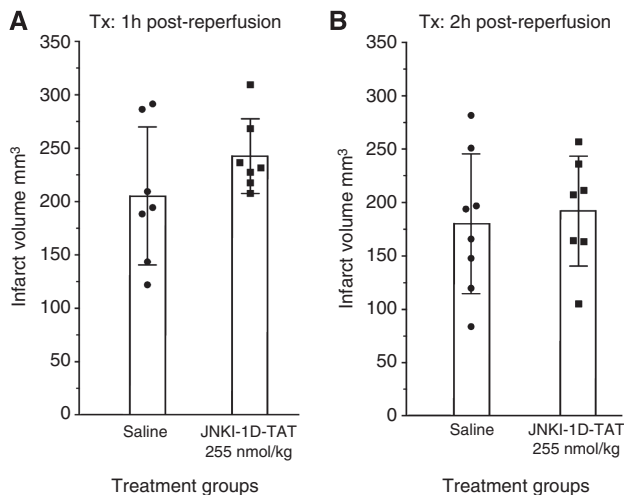 A
Tx: 1h post-reperfusion
350
300
250
200
150
100
50
0
Infarct volume mm³
Saline
JNKI-1D-TAT
255 nmol/kg
Treatment groups
B
Tx: 2h post-reperfusion
350
300
250
200
150
100
50
0
Infarct volume mm³
Saline
JNKI-1D-TAT
255 nmol/kg
Treatment groups